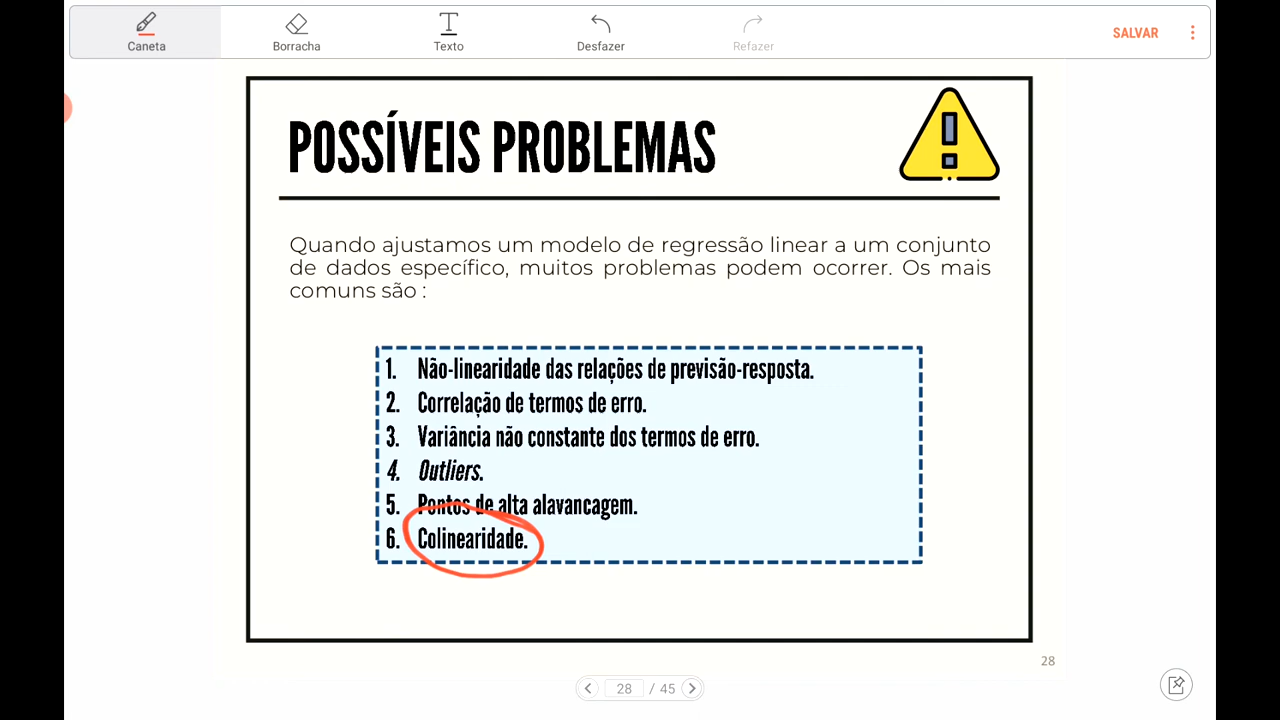 Caneta
Borracha
Texto
Desfazer
Refazer
SALVAR
POSSÍVEIS PROBLEMAS
Quando ajustamos um modelo de regressão linear a um conjunto
de dados específico, muitos problemas podem ocorrer. Os mais
comuns são :
1. Não-linearidade das relações de previsão-resposta.
2. Correlação de termos de erro.
3. Variância não constante dos termos de erro.
4. Outliers.
5. Pontos de alta alavancagem.
6. Colinearidade.
28
28 / 45